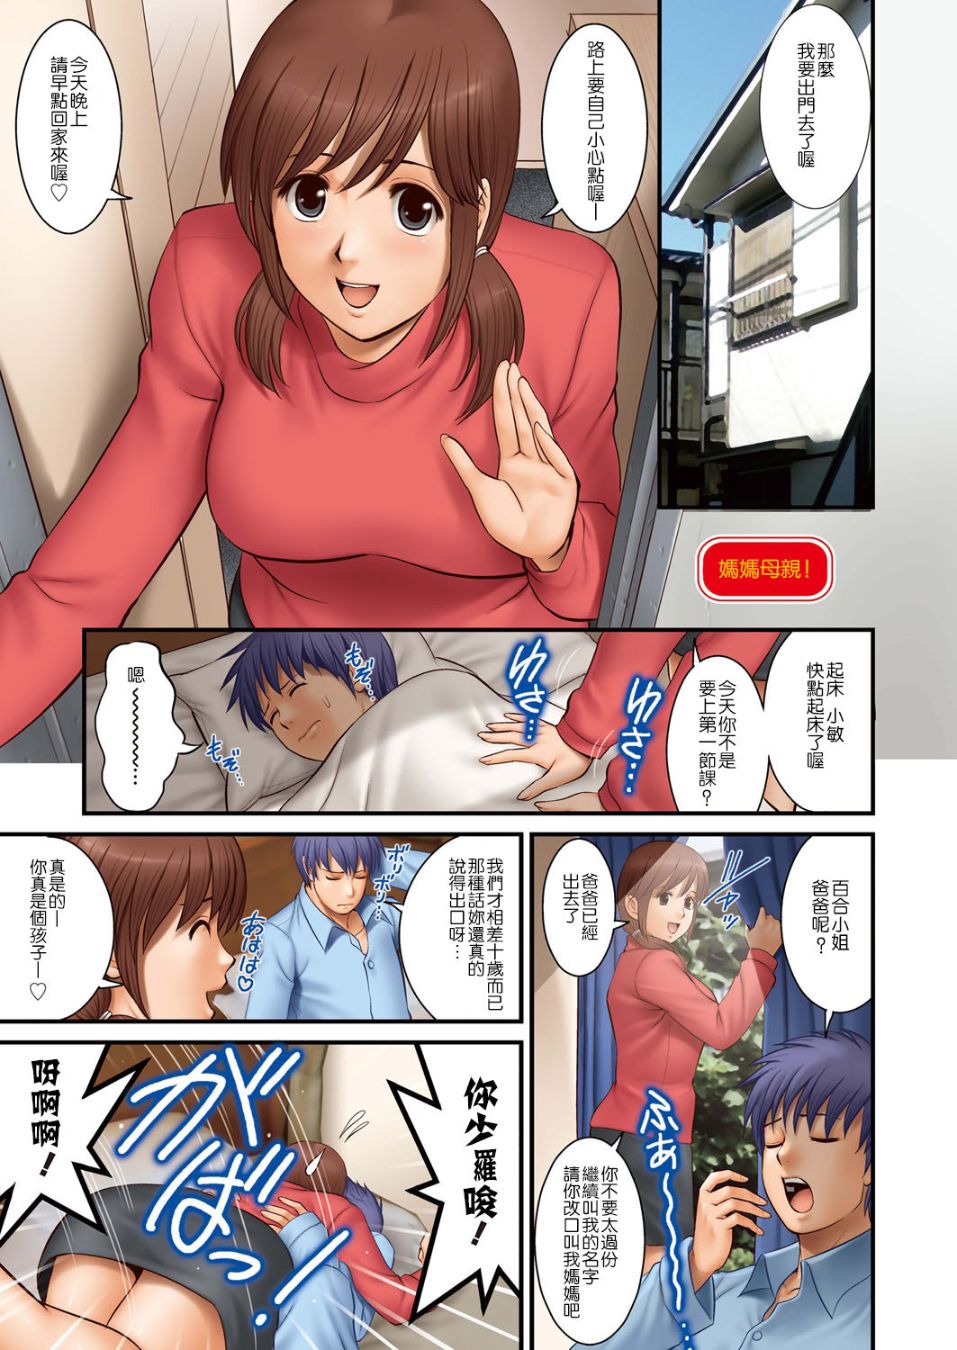 那麼
我要出門去了喔
路上要自己小心點喔ー
今天晚上
請早點回家來喔♡
媽媽母親！
起床 小敏
快點起床了喔
今天你不是
要上第一節課？
ゆさ…
ゆさ…
もぞ…
もぞ…
嗯～～～～～～……
百合小姐
爸爸呢？
シャッ
爸爸已經
出去了
ふあ～～～～…
你不要太過份
繼續叫我的名字
請你改口叫我媽媽吧
我們才相差十歲而已
那種話妳還真的
說得出口呀…
ボリボリ…
あはは♡
真是的ー
你真是個孩子ー♡
你少羅唆！
がばっ！
呀啊啊！